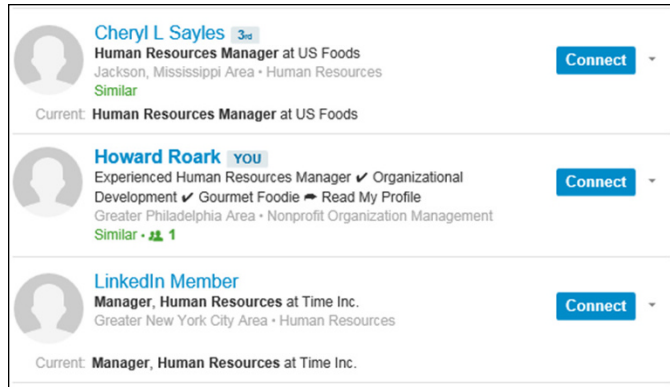 Cheryl L Sayles 3rd
Human Resources Manager at US Foods
Connect
Jackson, Mississippi Area • Human Resources
Similar
Current: Human Resources Manager at US Foods
Howard Roark YOU
Experienced Human Resources Manager ✔ Organizational
Connect
Development ✔ Gourmet Foodie ➦ Read My Profile
Greater Philadelphia Area • Nonprofit Organization Management
Similar • 1
LinkedIn Member
Manager, Human Resources at Time Inc.
Connect
Greater New York City Area • Human Resources
Current: Manager, Human Resources at Time Inc.